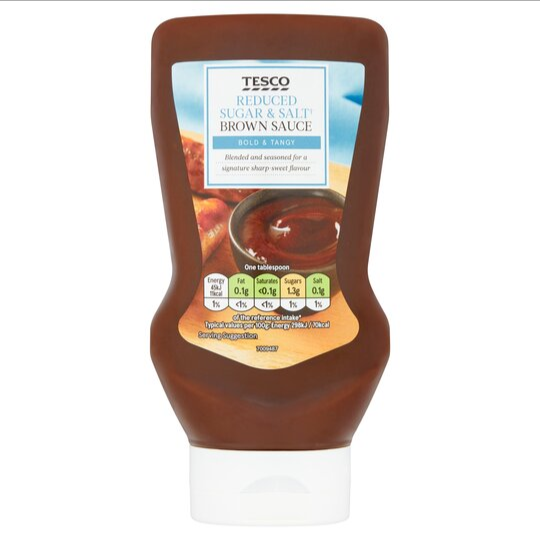 TESCO
REDUCED
SUGAR & SALT†
BROWN SAUCE
BOLD & TANGY
Blended and seasoned for a
signature sharp-sweet flavour
One tablespoon
Energy Fat Saturates Sugars Salt
45kJ 0.1g <0.1g 1.3g 0.1g
11kcal
1% <1% <1% 1% 1%
of the reference intake*
Typical values per 100g: Energy 298kJ / 70kcal
Serving Suggestion